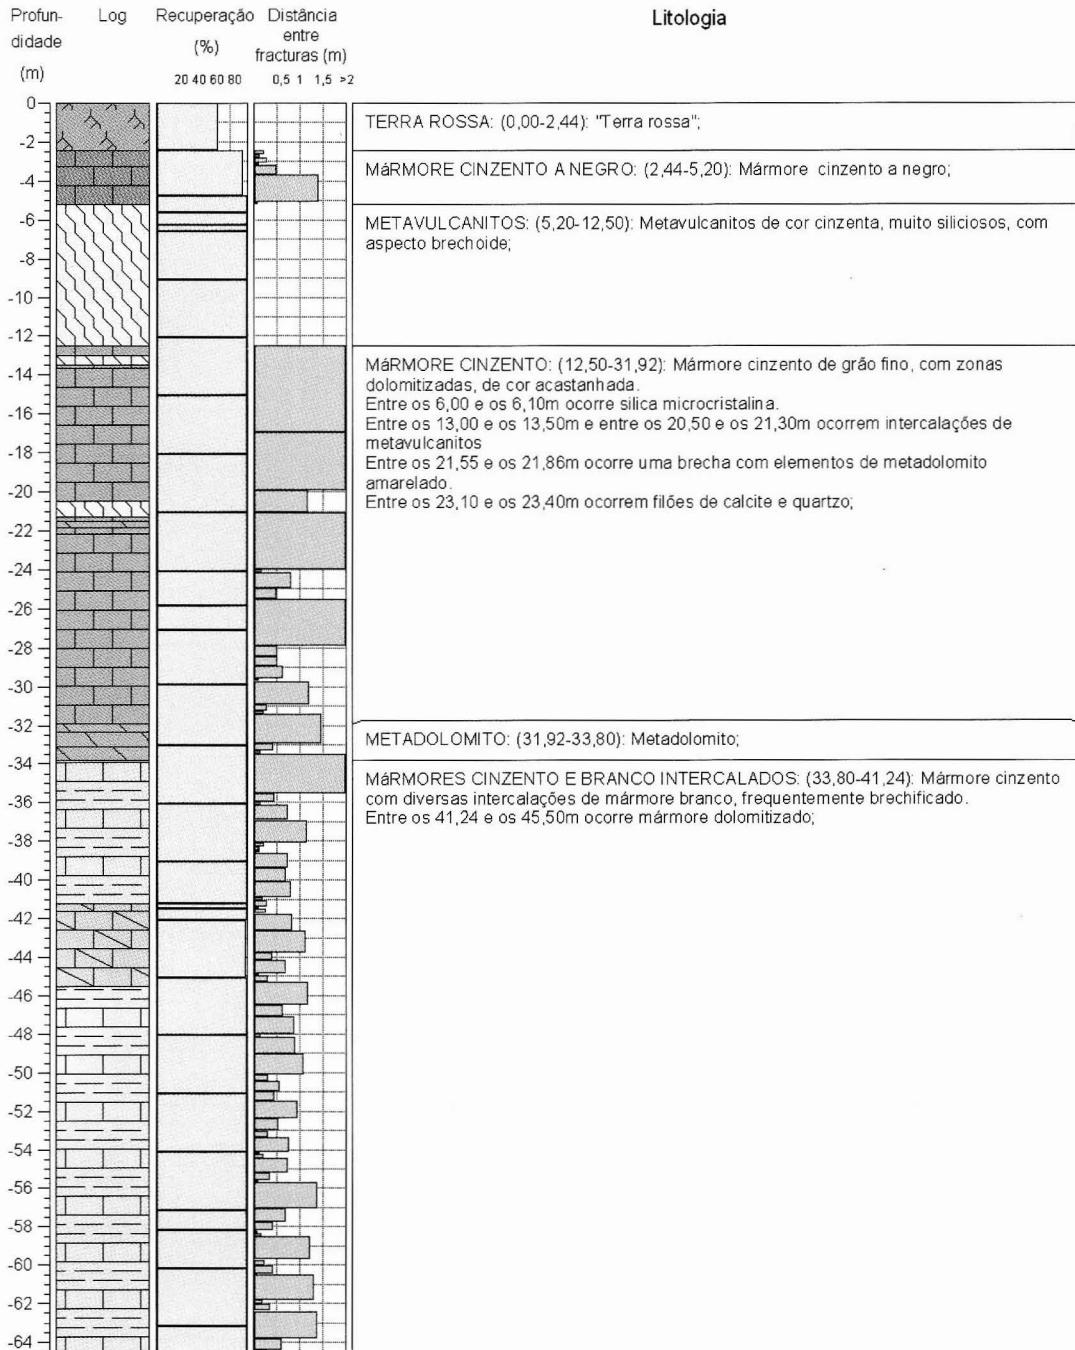 Profun-
didade
(m)
Log
Recuperação
(%)
20 40 60 80
Distância
entre
fracturas (m)
0,5 1 1,5 >2
Litologia
0
-2
-4
-6
-8
-10
-12
-14
-16
-18
-20
-22
-24
-26
-28
-30
-32
-34
-36
-38
-40
-42
-44
-46
-48
-50
-52
-54
-56
-58
-60
-62
-64
TERRA ROSSA: (0,00-2,44): "Terra rossa";
MáRMORE CINZENTO A NEGRO: (2,44-5,20): Mármore cinzento a negro;
METAVULCANITOS: (5,20-12,50): Metavulcanitos de cor cinzenta, muito siliciosos, com
aspecto brechoide;
MáRMORE CINZENTO: (12,50-31,92): Mármore cinzento de grão fino, com zonas
dolomitizadas, de cor acastanhada.
Entre os 6,00 e os 6,10m ocorre silica microcristalina.
Entre os 13,00 e os 13,50m e entre os 20,50 e os 21,30m ocorrem intercalações de
metavulcanitos
Entre os 21,55 e os 21,86m ocorre uma brecha com elementos de metadolomito
amarelado.
Entre os 23,10 e os 23,40m ocorrem filões de calcite e quartzo;
METADOLOMITO: (31,92-33,80): Metadolomito;
MáRMORES CINZENTO E BRANCO INTERCALADOS: (33,80-41,24): Mármore cinzento
com diversas intercalações de mármore branco, frequentemente brechificado.
Entre os 41,24 e os 45,50m ocorre mármore dolomitizado;